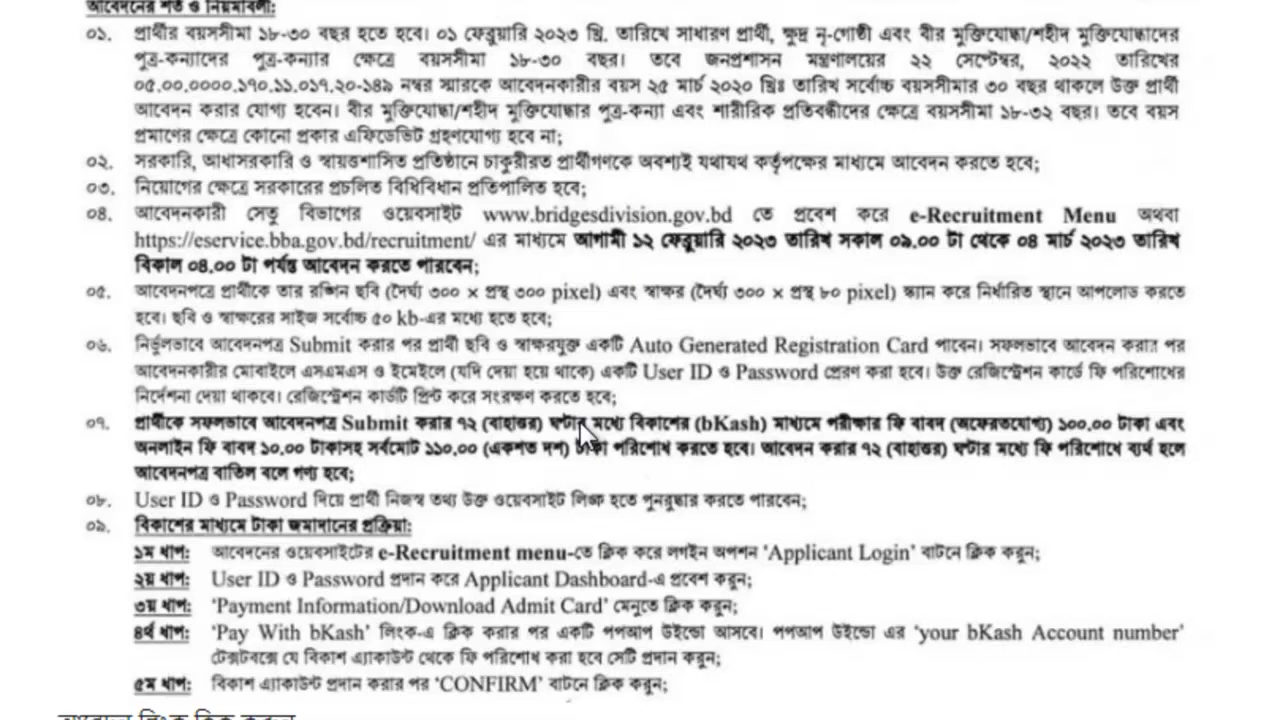 আবেদনের শর্ত ও নিয়মাবলী:
০১. প্রার্থীর বয়সসীমা ১৮-৩০ বছর হতে হবে। ০১ ফেব্রুয়ারি ২০২৩ খ্রি. তারিখে সাধারণ প্রার্থী, ক্ষুদ্র নৃ-গোষ্ঠী এবং বীর মুক্তিযোদ্ধা/শহীদ মুক্তিযোদ্ধাদের
পুত্র-কন্যাদের পুত্র-কন্যার ক্ষেত্রে বয়সসীমা ১৮-৩০ বছর। তবে জনপ্রশাসন মন্ত্রণালয়ের ২২ সেপ্টেম্বর, ২০২২ তারিখের
০৫.০০.০০০০.১৭০.১১.০১৭.২০-১৪৯ নম্বর স্মারকে আবেদনকারীর বয়স ২৫ মার্চ ২০২০ খ্রিঃ তারিখ সর্বোচ্চ বয়সসীমার ৩০ বছর থাকলে উক্ত প্রার্থী
আবেদন করার যোগ্য হবেন। বীর মুক্তিযোদ্ধা/শহীদ মুক্তিযোদ্ধার পুত্র-কন্যা এবং শারীরিক প্রতিবন্ধীদের ক্ষেত্রে বয়সসীমা ১৮-৩২ বছর। তবে বয়স
প্রমাণের ক্ষেত্রে কোনো প্রকার এফিডেভিট গ্রহণযোগ্য হবে না;
০২. সরকারি, আধাসরকারি ও স্বায়ত্তশাসিত প্রতিষ্ঠানে চাকুরীরত প্রার্থীগণকে অবশ্যই যথাযথ কর্তৃপক্ষের মাধ্যমে আবেদন করতে হবে;
০৩. নিয়োগের ক্ষেত্রে সরকারের প্রচলিত বিধিবিধান প্রতিপালিত হবে;
০৪. আবেদনকারী সেতু বিভাগের ওয়েবসাইট www.bridgesdivision.gov.bd তে প্রবেশ করে e-Recruitment Menu অথবা
https://eservice.bba.gov.bd/recruitment/ এর মাধ্যমে আগামী ১২ ফেব্রুয়ারি ২০২৩ তারিখ সকাল ০৯.০০ টা থেকে ০৪ মার্চ ২০২৩ তারিখ
বিকাল ০৪.০০ টা পর্যন্ত আবেদন করতে পারবেন;
০৫. আবেদনপত্রে প্রার্থীকে তার রঙ্গিন ছবি (দৈর্ঘ্য ৩০০ × প্রস্থ ৩০০ pixel) এবং স্বাক্ষর (দৈর্ঘ্য ৩০০ × প্রস্থ ৮০ pixel) স্ক্যান করে নির্ধারিত স্থানে আপলোড করতে
হবে। ছবি ও স্বাক্ষরের সাইজ সর্বোচ্চ ৫০ kb-এর মধ্যে হতে হবে;
০৬. নির্ভুলভাবে আবেদনপত্র Submit করার পর প্রার্থী ছবি ও স্বাক্ষরযুক্ত একটি Auto Generated Registration Card পাবেন। সফলভাবে আবেদন করার পর
আবেদনকারীর মোবাইলে এসএমএস ও ইমেইলে (যদি দেয়া হয়ে থাকে) একটি User ID ও Password প্রেরণ করা হবে। উক্ত রেজিস্ট্রেশন কার্ডে ফি পরিশোধের
নির্দেশনা দেয়া থাকবে। রেজিস্ট্রেশন কার্ডটি প্রিন্ট করে সংরক্ষণ করতে হবে;
০৭. প্রার্থীকে সফলভাবে আবেদনপত্র Submit করার ৭২ (বাহাত্তর) ঘন্টার মধ্যে বিকাশের (bKash) মাধ্যমে পরীক্ষার ফি বাবদ (অফেরতযোগ্য) ১০০.০০ টাকা এবং
অনলাইন ফি বাবদ ১০.০০ টাকাসহ সর্বমোট ১১০.০০ (একশত দশ) টাকা পরিশোধ করতে হবে। আবেদন করার ৭২ (বাহাত্তর) ঘন্টার মধ্যে ফি পরিশোধে ব্যর্থ হলে
আবেদনপত্র বাতিল বলে গণ্য হবে;
০৮. User ID ও Password দিয়ে প্রার্থী নিজস্ব তথ্য উক্ত ওয়েবসাইট লিঙ্ক হতে পুনরুদ্ধার করতে পারবেন;
০৯. বিকাশের মাধ্যমে টাকা জমাদানের প্রক্রিয়া:
১ম ধাপ: আবেদনের ওয়েবসাইটের e-Recruitment menu-তে ক্লিক করে লগইন অপশন ‘Applicant Login’ বাটনে ক্লিক করুন;
২য় ধাপ: User ID ও Password প্রদান করে Applicant Dashboard-এ প্রবেশ করুন;
৩য় ধাপ: ‘Payment Information/Download Admit Card’ মেনুতে ক্লিক করুন;
৪র্থ ধাপ: ‘Pay With bKash’ লিংক-এ ক্লিক করার পর একটি পপআপ উইন্ডো আসবে। পপআপ উইন্ডো এর ‘your bKash Account number’
টেক্সটবক্সে যে বিকাশ এ্যাকাউন্ট থেকে ফি পরিশোধ করা হবে সেটি প্রদান করুন;
৫ম ধাপ: বিকাশ এ্যাকাউন্ট প্রদান করার পর ‘CONFIRM’ বাটনে ক্লিক করুন;
আবেদন লিংক ক্লিক করুন